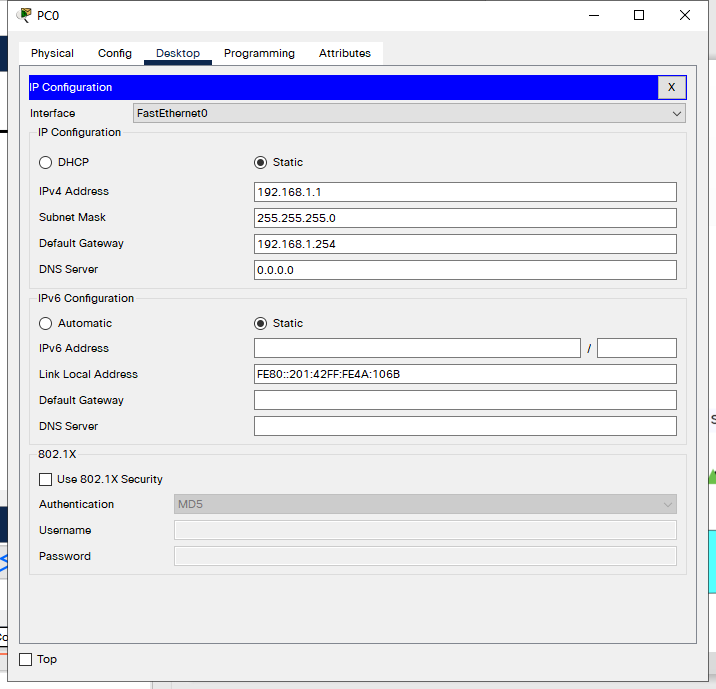 PC0
Physical Config Desktop Programming Attributes
IP Configuration X
Interface FastEthernet0
IP Configuration
DHCP Static
IPv4 Address 192.168.1.1
Subnet Mask 255.255.255.0
Default Gateway 192.168.1.254
DNS Server 0.0.0.0
IPv6 Configuration
Automatic Static
IPv6 Address /
Link Local Address FE80::201:42FF:FE4A:106B
Default Gateway
DNS Server
802.1X
Use 802.1X Security
Authentication MD5
Username
Password
Top